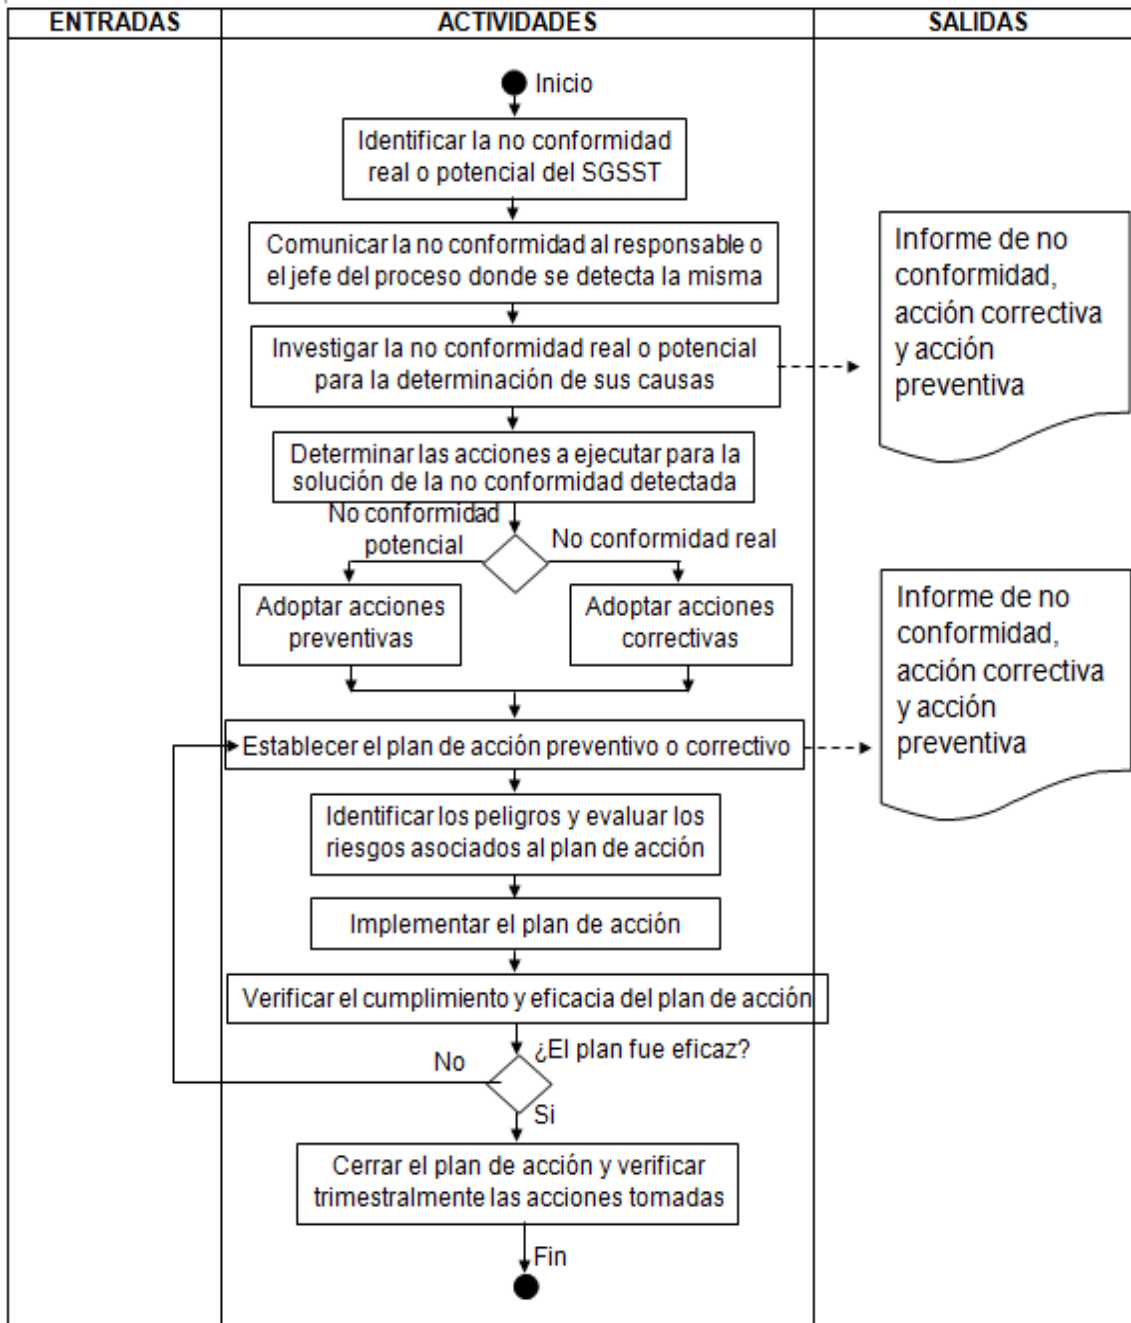 ENTRADAS
ACTIVIDADES
SALIDAS
Inicio
Identificar la no conformidad
real o potencial del SGSST
Comunicar la no conformidad al responsable o
el jefe del proceso donde se detecta la misma
Investigar la no conformidad real o potencial
para la determinación de sus causas
Informe de no
conformidad,
acción correctiva
y acción
preventiva
Determinar las acciones a ejecutar para la
solución de la no conformidad detectada
No conformidad
potencial
No conformidad real
Adoptar acciones
preventivas
Adoptar acciones
correctivas
Establecer el plan de acción preventivo o correctivo
Informe de no
conformidad,
acción correctiva
y acción
preventiva
Identificar los peligros y evaluar los
riesgos asociados al plan de acción
Implementar el plan de acción
Verificar el cumplimiento y eficacia del plan de acción
¿El plan fue eficaz?
No
Si
Cerrar el plan de acción y verificar
trimestralmente las acciones tomadas
Fin